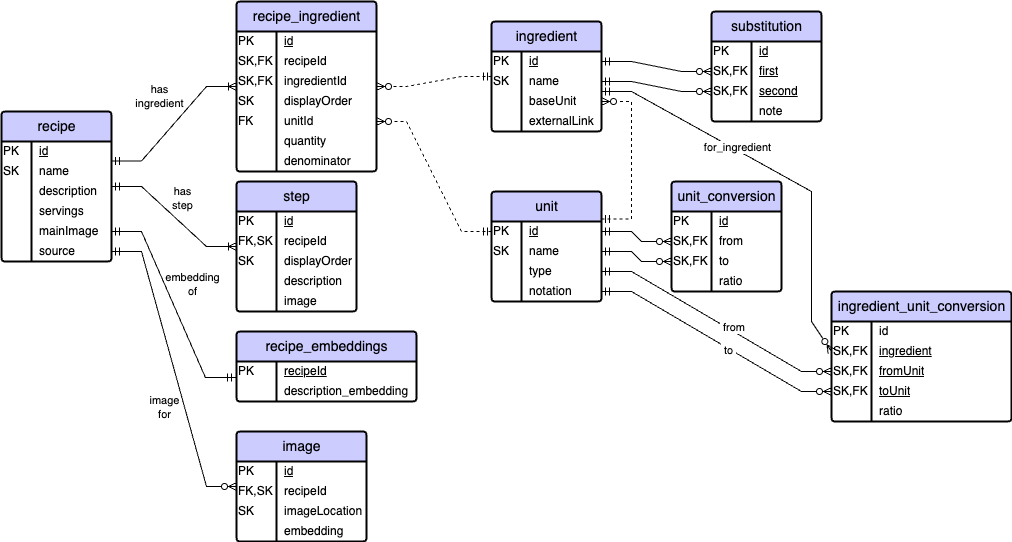 recipe
PK id
SK name
description
servings
mainImage
source
has
ingredient
has
step
embedding
of
image
for
recipe_ingredient
PK id
SK,FK recipeId
SK,FK ingredientId
SK displayOrder
FK unitId
quantity
denominator
step
PK id
FK,SK recipeId
SK displayOrder
description
image
recipe_embeddings
PK recipeId
description_embedding
image
PK id
FK,SK recipeId
SK imageLocation
embedding
ingredient
PK id
SK name
baseUnit
externalLink
unit
PK id
SK name
type
notation
substitution
PK id
SK,FK first
SK,FK second
note
for_ingredient
unit_conversion
PK id
SK,FK from
SK,FK to
ratio
from
to
ingredient_unit_conversion
PK id
SK,FK ingredient
SK,FK fromUnit
SK,FK toUnit
ratio